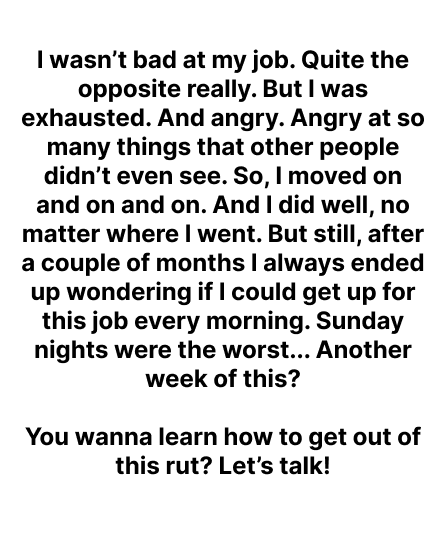 I wasn’t bad at my job. Quite the
opposite really. But I was
exhausted. And angry. Angry at so
many things that other people
didn’t even see. So, I moved on
and on and on. And I did well, no
matter where I went. But still, after
a couple of months I always ended
up wondering if I could get up for
this job every morning. Sunday
nights were the worst... Another
week of this?
You wanna learn how to get out of
this rut? Let’s talk!